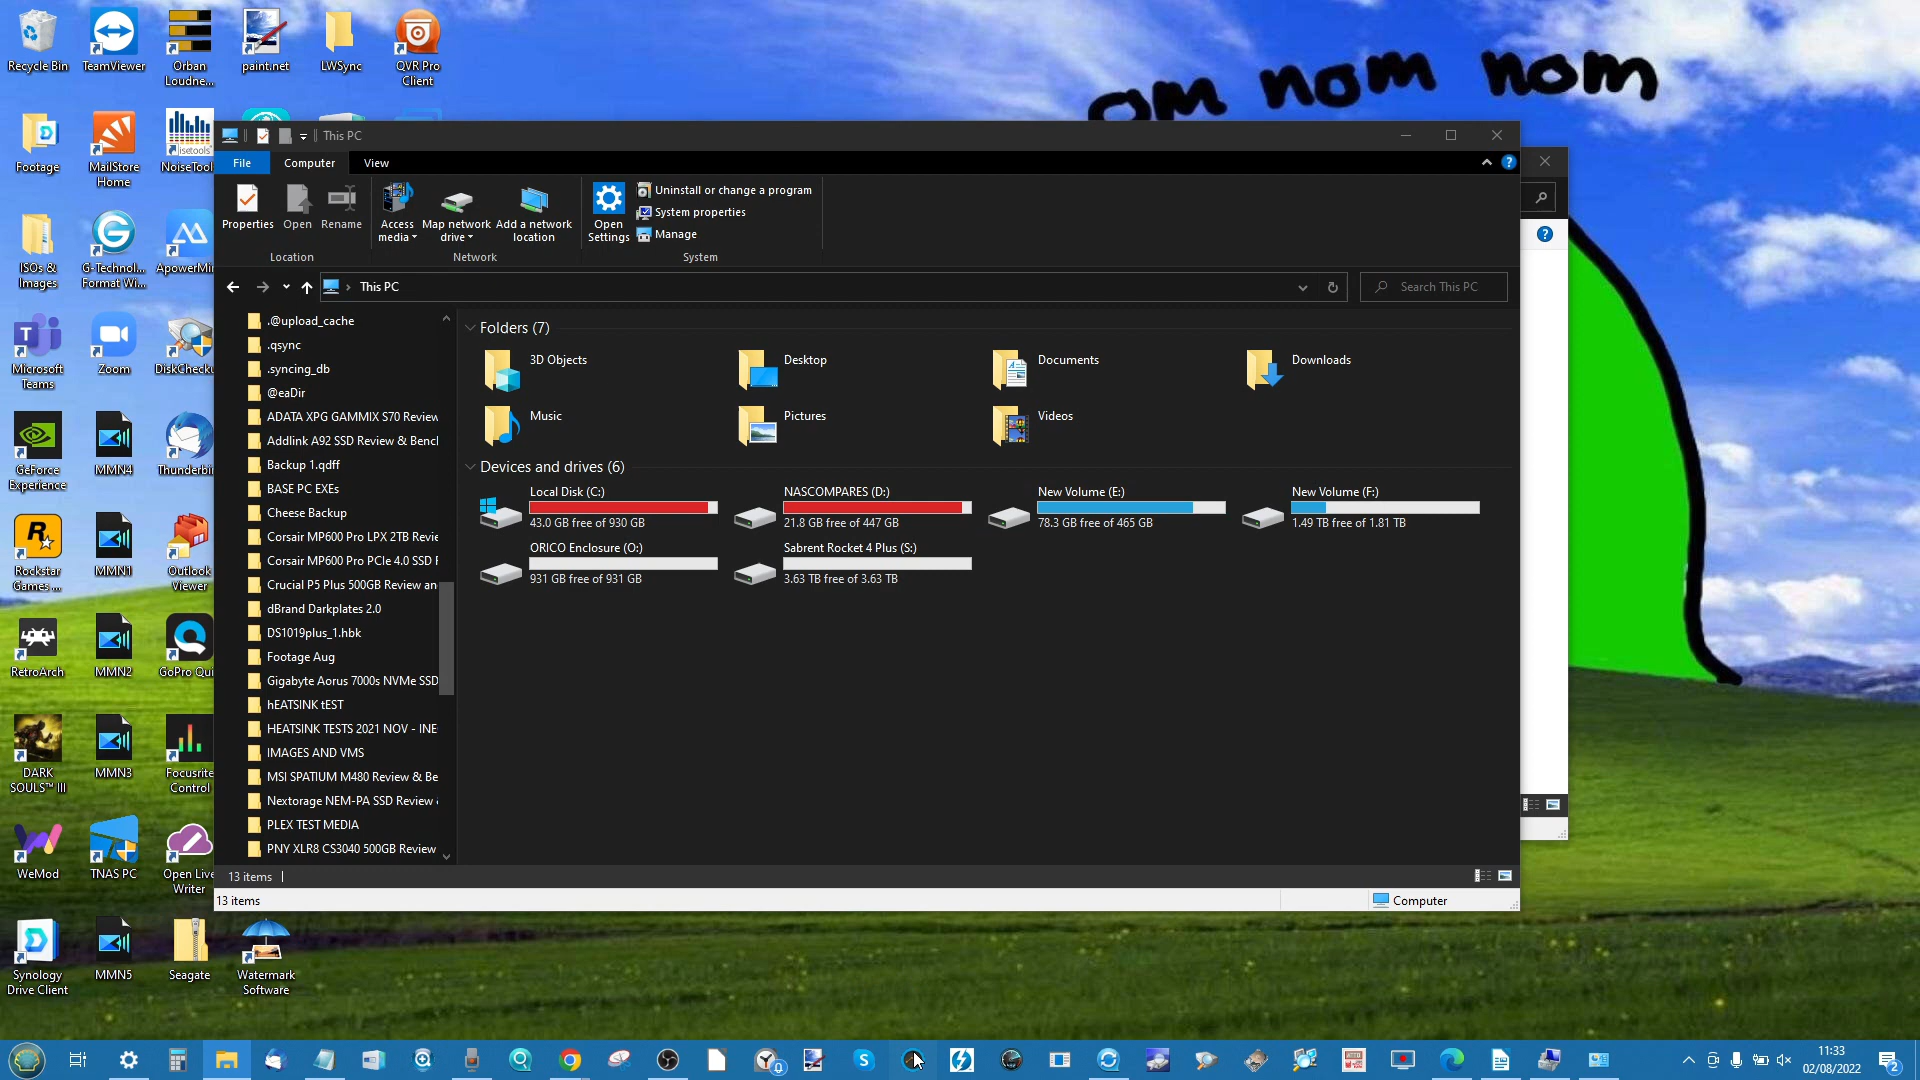 om nom nom
Recycle Bin
TeamViewer
Orban
Loudne...
paint.net
LWSync
QVR Pro
Client
Footage
MailStore
Home
NoiseTool
ISOs &
Images
G-Technol...
Format Wi...
ApowerMi
Microsoft
Teams
Zoom
DiskChecku
GeForce
Experience
MMN4
Thunderbi
Rockstar
Games ...
MMN1
Outlook
Viewer
RetroArch
MMN2
GoPro Qui
DARK
SOULS™ III
MMN3
Focusrite
Control
WeMod
TNAS PC
Open Live
Writer
Synology
Drive Client
MMN5
Seagate
Watermark
Software
This PC
File
Computer
View
Properties
Open
Rename
Access
media
Map network
drive
Add a network
location
Open
Settings
Uninstall or change a program
System properties
Manage
Location
Network
System
This PC
Search This PC
.@upload_cache
.qsync
.syncing_db
@eaDir
ADATA XPG GAMMIX S70 Review
Addlink A92 SSD Review & Bencl
Backup 1.qdff
BASE PC EXEs
Cheese Backup
Corsair MP600 Pro LPX 2TB Revie
Corsair MP600 Pro PCIe 4.0 SSD F
Crucial P5 Plus 500GB Review an
dBrand Darkplates 2.0
DS1019plus_1.hbk
Footage Aug
Gigabyte Aorus 7000s NVMe SSD
hEATSINK tEST
HEATSINK TESTS 2021 NOV - INE
IMAGES AND VMS
MSI SPATIUM M480 Review & Be
Nextorage NEM-PA SSD Review
PLEX TEST MEDIA
PNY XLR8 CS3040 500GB Review
Folders (7)
3D Objects
Desktop
Documents
Downloads
Music
Pictures
Videos
Devices and drives (6)
Local Disk (C:)
43.0 GB free of 930 GB
NASCOMPARES (D:)
21.8 GB free of 447 GB
New Volume (E:)
78.3 GB free of 465 GB
New Volume (F:)
1.49 TB free of 1.81 TB
ORICO Enclosure (O:)
931 GB free of 931 GB
Sabrent Rocket 4 Plus (S:)
3.63 TB free of 3.63 TB
13 items
13 items
Computer
11:33
02/08/2022
2